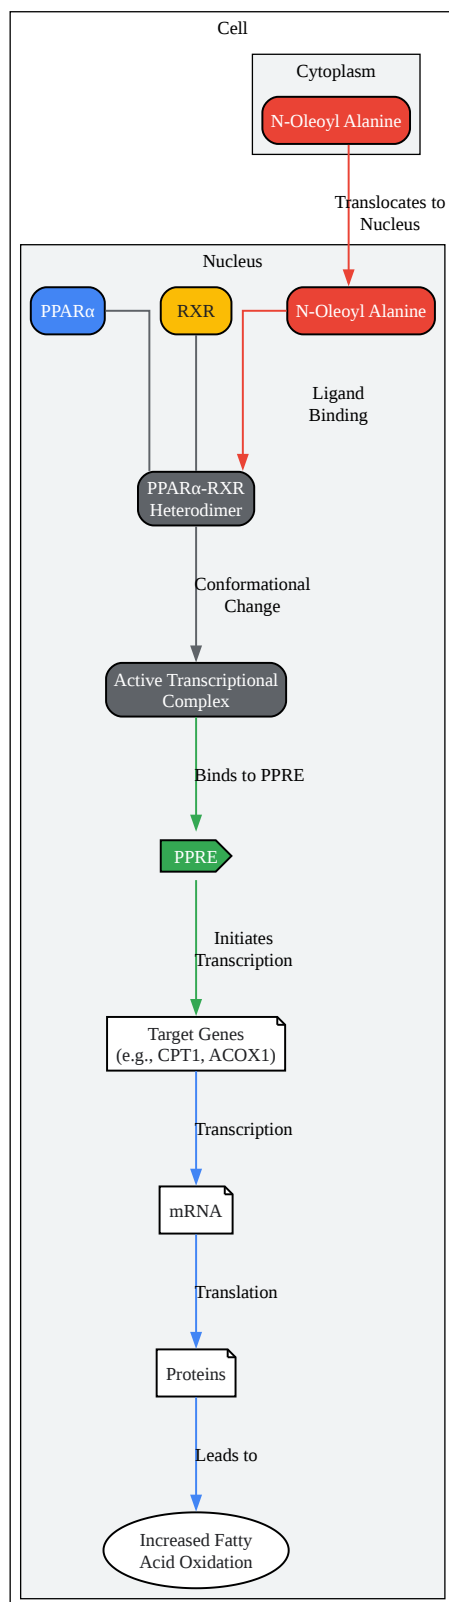 Cell
Cytoplasm
N-Oleoyl Alanine
Translocates to
Nucleus
Nucleus
PPARα
RXR
N-Oleoyl Alanine
Ligand
Binding
PPARα-RXR
Heterodimer
Conformational
Change
Active Transcriptional
Complex
Binds to PPRE
PPRE
Initiates
Transcription
Target Genes
(e.g., CPT1, ACOX1)
Transcription
mRNA
Translation
Proteins
Leads to
Increased Fatty
Acid Oxidation